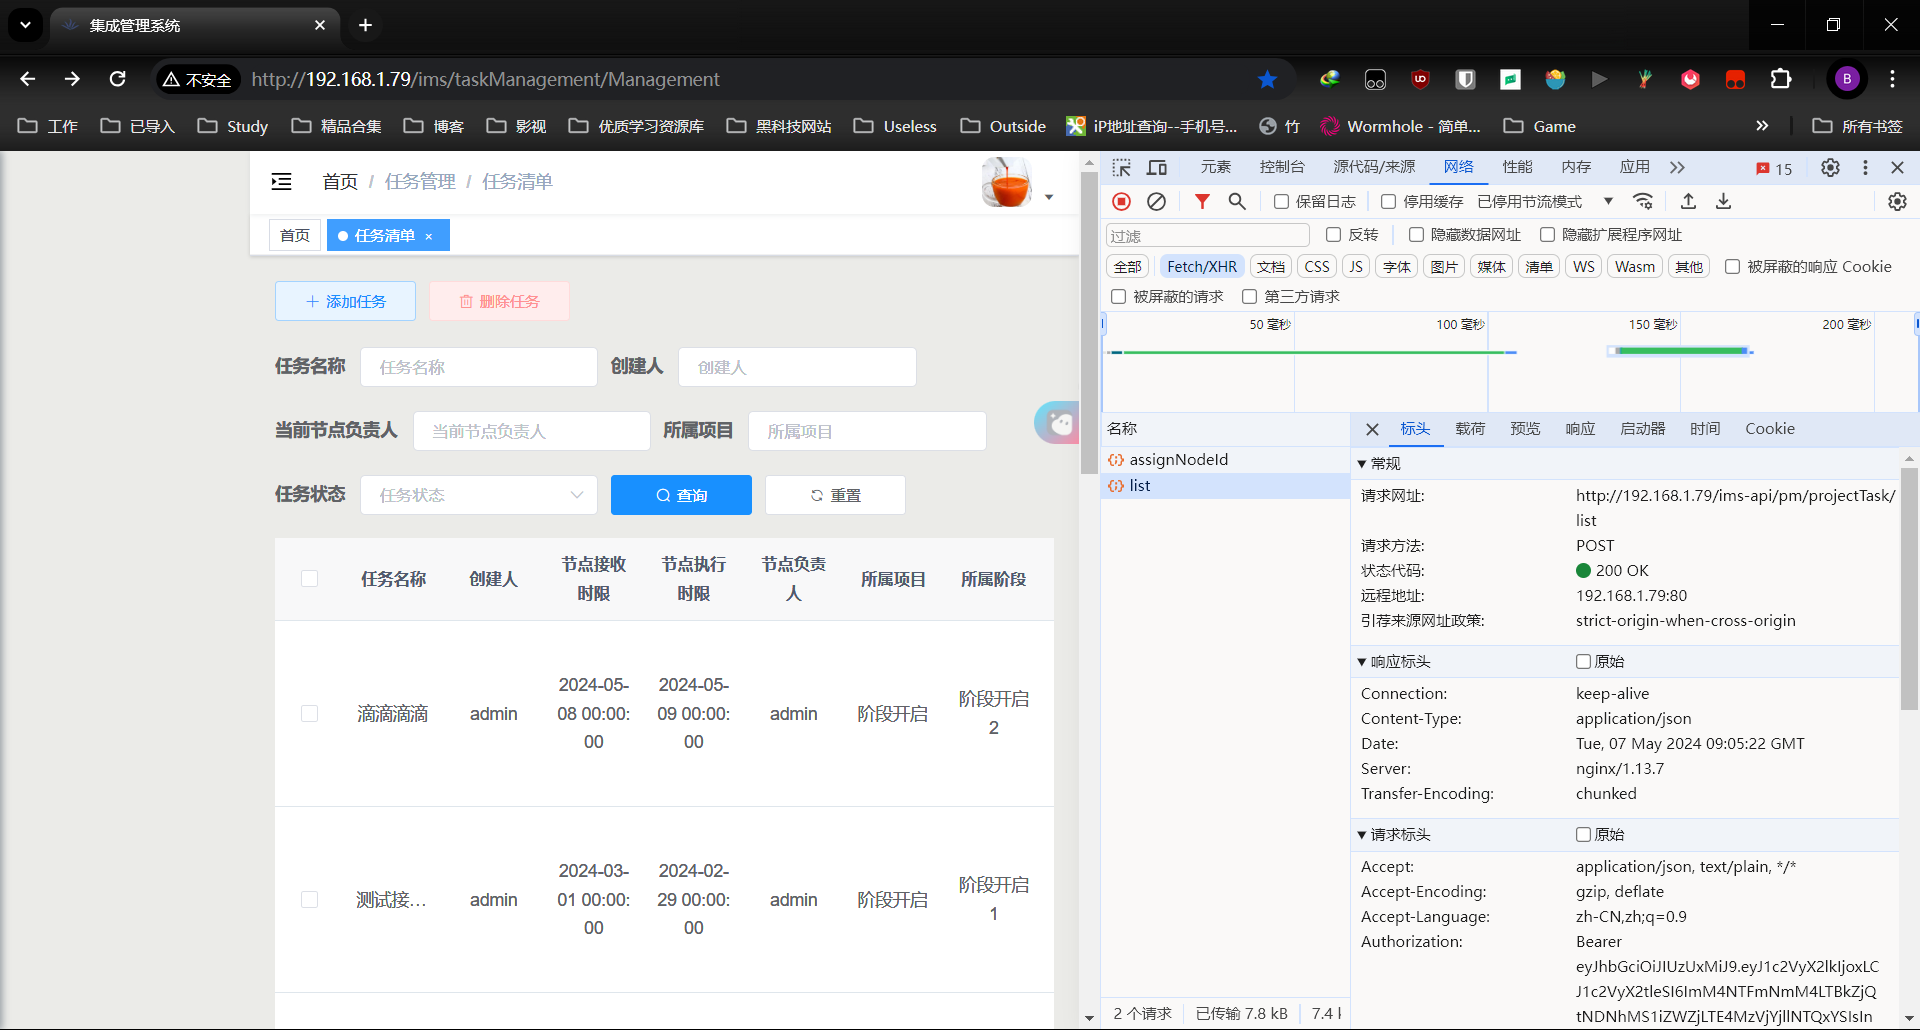 集成管理系统
不安全
http://192.168.1.79/ims/taskManagement/Management
B
工作
已导入
Study
精品合集
博客
影视
优质学习资源库
黑科技网站
Useless
Outside
iP地址查询--手机号...
竹
Wormhole - 简单...
Game
所有书签
首页 / 任务管理 / 任务清单
首页
任务清单
添加任务
删除任务
任务名称 任务名称 创建人 创建人
当前节点负责人 当前节点负责人 所属项目 所属项目
任务状态 任务状态 查询 重置
任务名称 创建人 节点接收时限 节点执行时限 节点负责人 所属项目 所属阶段
滴滴滴滴 admin 2024-05-08 00:00:00 2024-05-09 00:00:00 admin 阶段开启 阶段开启2
测试接... admin 2024-03-01 00:00:00 2024-02-29 00:00:00 admin 阶段开启 阶段开启1
元素 控制台 源代码/来源 网络 性能 内存 应用 15
保留日志 停用缓存 已停用节流模式
过滤 反转 隐藏数据网址 隐藏扩展程序网址
全部 Fetch/XHR 文档 CSS JS 字体 图片 媒体 清单 WS Wasm 其他 被屏蔽的响应 Cookie
被屏蔽的请求 第三方请求
50 毫秒 100 毫秒 150 毫秒 200 毫秒
名称
assignNodeId
list
标头 载荷 预览 响应 启动器 时间 Cookie
常规
请求网址: http://192.168.1.79/ims-api/pm/projectTask/
list
请求方法: POST
状态代码: 200 OK
远程地址: 192.168.1.79:80
引荐来源网址政策: strict-origin-when-cross-origin
响应标头 原始
Connection: keep-alive
Content-Type: application/json
Date: Tue, 07 May 2024 09:05:22 GMT
Server: nginx/1.13.7
Transfer-Encoding: chunked
请求标头 原始
Accept: application/json, text/plain, */*
Accept-Encoding: gzip, deflate
Accept-Language: zh-CN,zh;q=0.9
Authorization: Bearer
eyJhbGciOiJIUzUxMiJ9.eyJ1c2VyX2lkIjoxLC
J1c2VyX2tleSI6ImM4NTFmNmM4LTBkZjQ
tNDNhMS1iZWZjLTE4MzVjYjllNTQxYSIsIn
2 个请求 已传输 7.8 kB 7.4